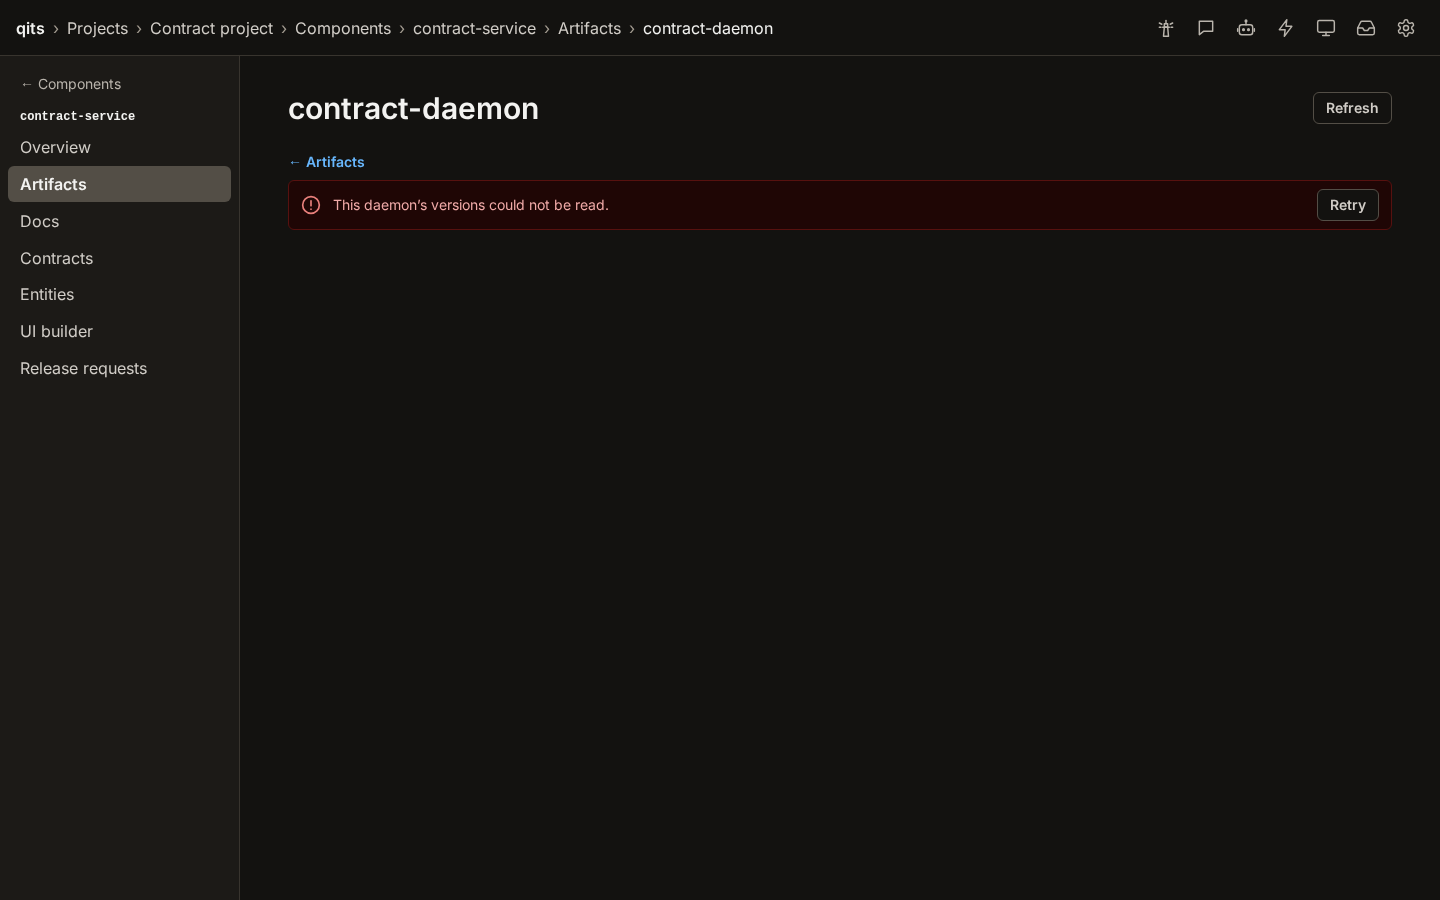 qits › Projects › Contract project › Components › contract-service › Artifacts › contract-daemon
← Components
contract-service
Overview
Artifacts
Docs
Contracts
Entities
UI builder
Release requests
contract-daemon
Refresh
← Artifacts
This daemon’s versions could not be read.
Retry